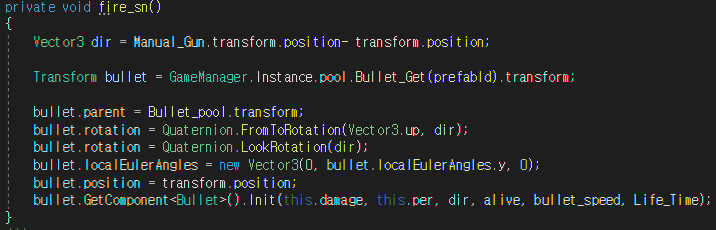 private void fire_sn()
{
Vector3 dir = Manual_Gun.transform.position- transform.position;
Transform bullet = GameManager.Instance.pool.Bullet_Get(prefabId).transform;
bullet.parent = Bullet_pool.transform;
bullet.rotation = Quaternion.FromToRotation(Vector3.up, dir);
bullet.rotation = Quaternion.LookRotation(dir);
bullet.localEulerAngles = new Vector3(0, bullet.localEulerAngles.y, 0);
bullet.position = transform.position;
bullet.GetComponent<Bullet>().Init(this.damage, this.per, dir, alive, bullet_speed, Life_Time);
}